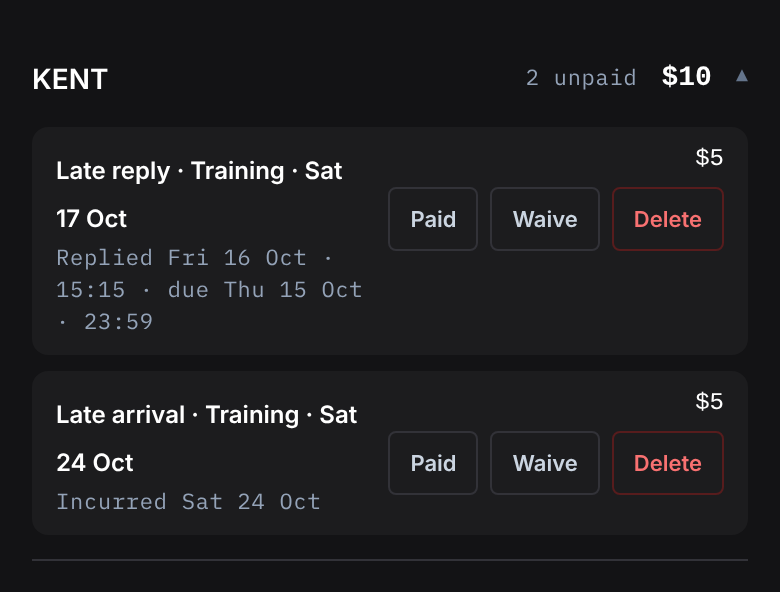 KENT
2 unpaid $10 ▲
Late reply · Training · Sat
17 Oct
Replied Fri 16 Oct ·
15:15 · due Thu 15 Oct
· 23:59
$5
Paid Waive Delete
Late arrival · Training · Sat
24 Oct
Incurred Sat 24 Oct
$5
Paid Waive Delete